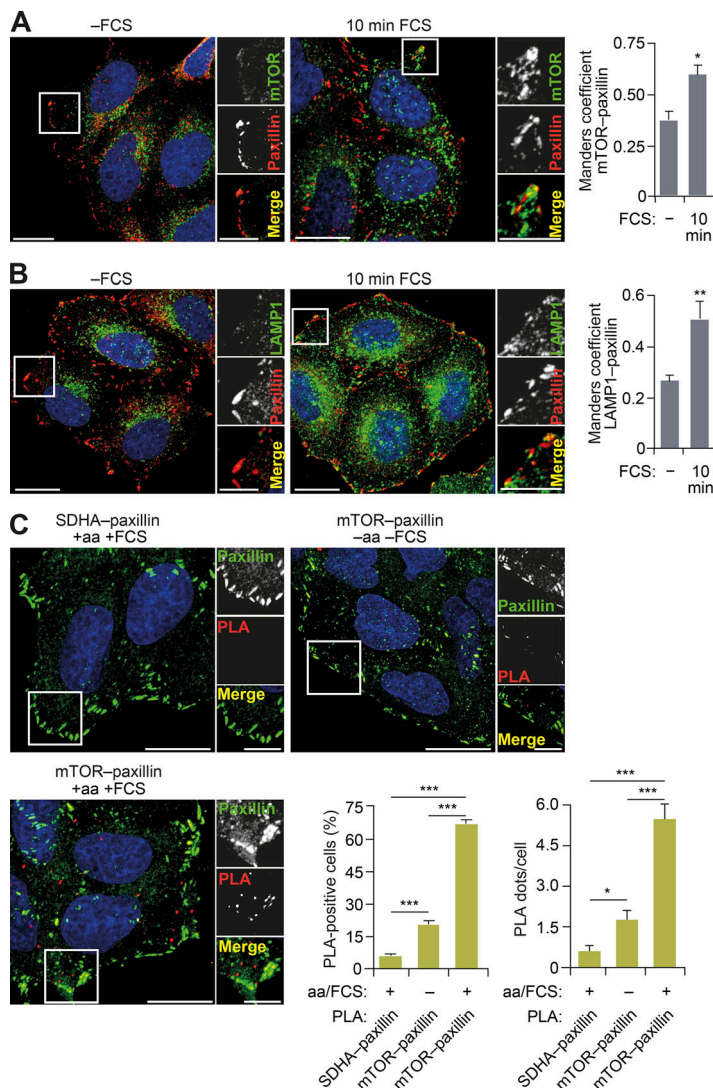 A
–FCS
10 min FCS
mTOR
Paxillin
Merge
mTOR
Paxillin
Merge
Manders coefficient
mTOR–paxillin
0.75
0.50
0.25
0
*
FCS: – 10
min
B
–FCS
10 min FCS
LAMP1
Paxillin
Merge
LAMP1
Paxillin
Merge
Manders coefficient
LAMP1–paxillin
0.6
0.4
0.2
0
**
FCS: – 10
min
C
SDHA–paxillin
+aa +FCS
Paxillin
PLA
Merge
mTOR–paxillin
–aa –FCS
Paxillin
PLA
Merge
mTOR–paxillin
+aa +FCS
Paxillin
PLA
Merge
PLA-positive cells (%)
75
60
45
30
15
0
***
***
***
aa/FCS: + – +
PLA:
SDHA–paxillin
mTOR–paxillin
mTOR–paxillin
PLA dots/cell
6.0
4.5
3.0
1.5
0
***
***
*
+ – +
SDHA–paxillin
mTOR–paxillin
mTOR–paxillin